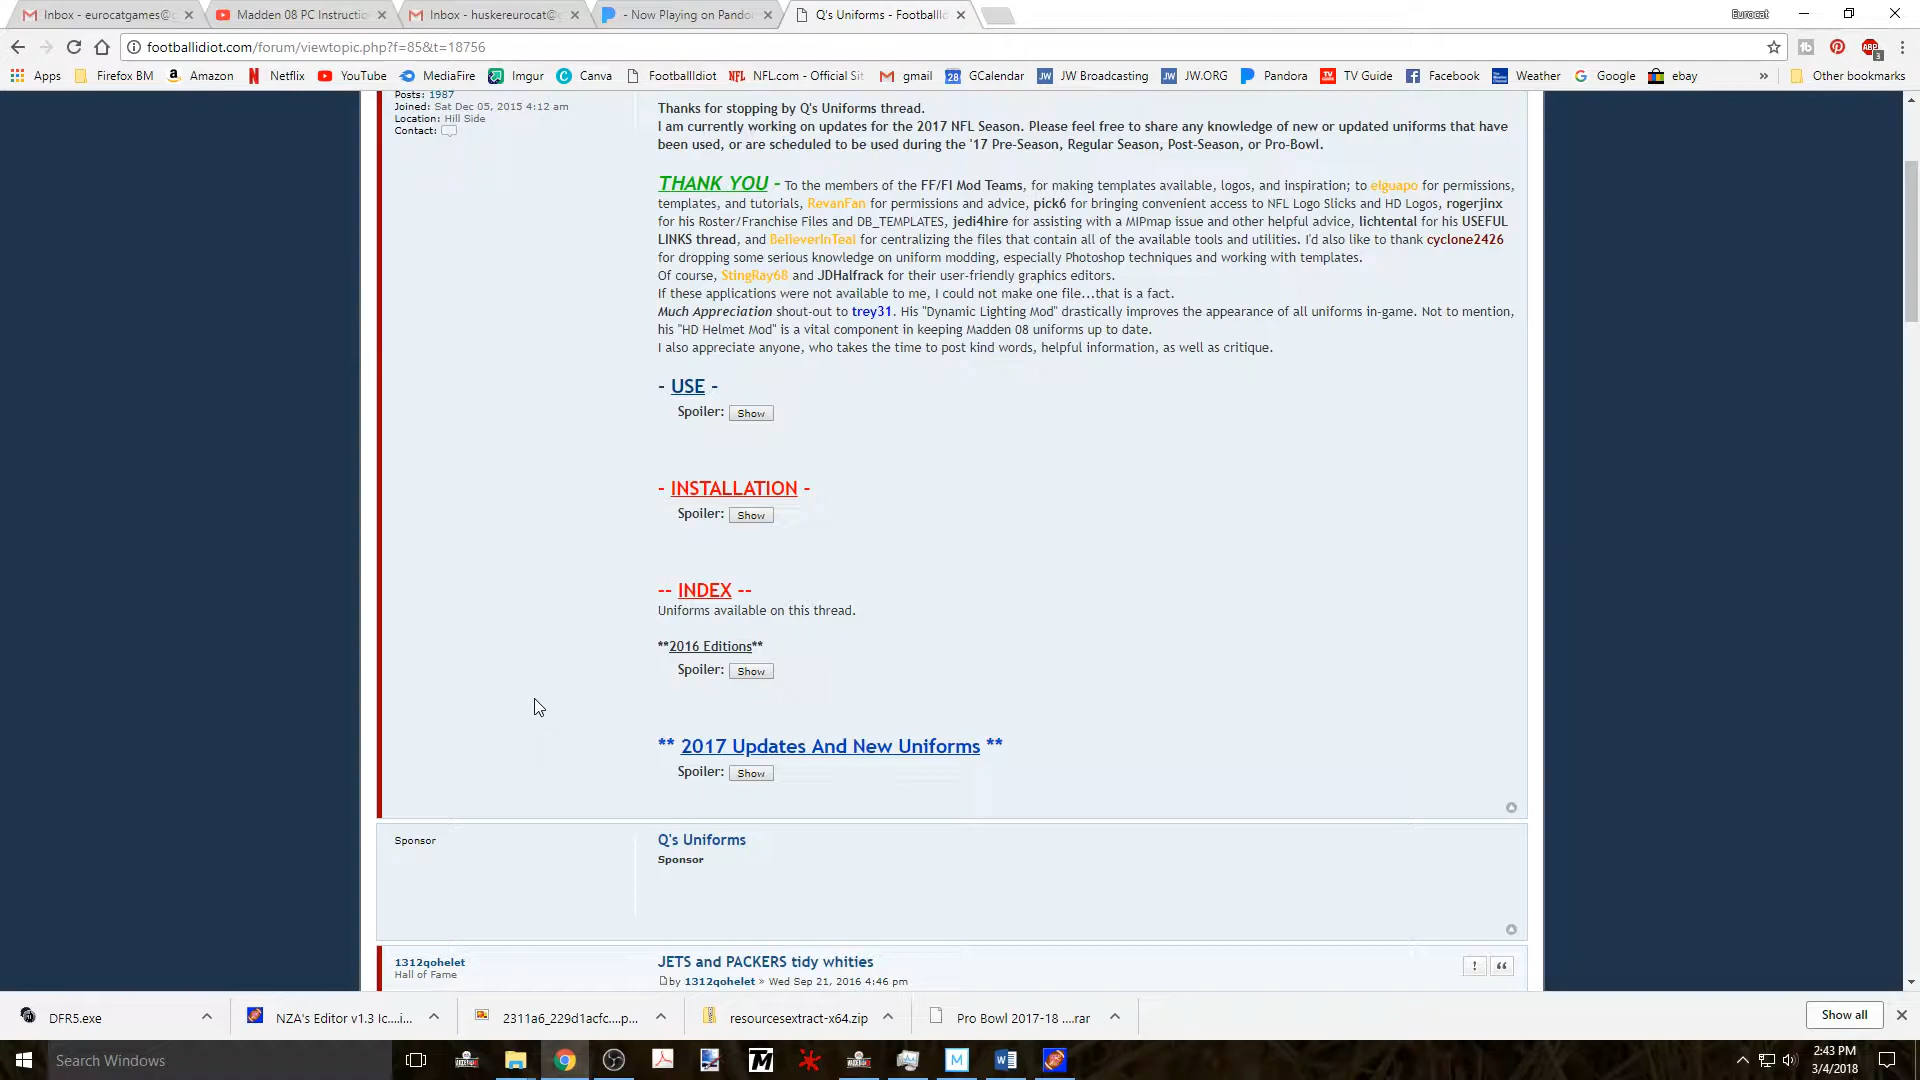 Inbox - eurocatgames@
Madden 08 PC Instructio
Inbox - huskereurocat@
- Now Playing on Pando
Q's Uniforms - FootballId
Eurocat
footballidiot.com/forum/viewtopic.php?f=85&t=18756
Apps
Firefox BM
Amazon
Netflix
YouTube
MediaFire
Imgur
Canva
FootballIdiot
NFL.com - Official Sit
gmail
GCalendar
JW Broadcasting
JW.ORG
Pandora
TV Guide
Facebook
Weather
Google
ebay
»
Other bookmarks
Posts: 1987
Joined: Sat Dec 05, 2015 4:12 am
Location: Hill Side
Contact:
Thanks for stopping by Q's Uniforms thread.
I am currently working on updates for the 2017 NFL Season. Please feel free to share any knowledge of new or updated uniforms that have
been used, or are scheduled to be used during the '17 Pre-Season, Regular Season, Post-Season, or Pro-Bowl.
THANK YOU - To the members of the FF/FI Mod Teams, for making templates available, logos, and inspiration; to elguapo for permissions,
templates, and tutorials, RevanFan for permissions and advice, pick6 for bringing convenient access to NFL Logo Slicks and HD Logos, rogerjinx
for his Roster/Franchise Files and DB_TEMPLATES, jedi4hire for assisting with a MIPmap issue and other helpful advice, lichtental for his USEFUL
LINKS thread, and BelieverInTeal for centralizing the files that contain all of the available tools and utilities. I'd also like to thank cyclone2426
for dropping some serious knowledge on uniform modding, especially Photoshop techniques and working with templates.
Of course, StingRay68 and JDHalfrack for their user-friendly graphics editors.
If these applications were not available to me, I could not make one file...that is a fact.
Much Appreciation shout-out to trey31. His "Dynamic Lighting Mod" drastically improves the appearance of all uniforms in-game. Not to mention,
his "HD Helmet Mod" is a vital component in keeping Madden 08 uniforms up to date.
I also appreciate anyone, who takes the time to post kind words, helpful information, as well as critique.
- USE -
Spoiler: Show
- INSTALLATION -
Spoiler: Show
-- INDEX --
Uniforms available on this thread.
**2016 Editions**
Spoiler: Show
** 2017 Updates And New Uniforms **
Spoiler: Show
Sponsor
Q's Uniforms
Sponsor
1312qohelet
Hall of Fame
JETS and PACKERS tidy whities
by 1312qohelet » Wed Sep 21, 2016 4:46 pm
DFR5.exe
NZA's Editor v1.3 Ic....i...
2311a6_229d1acfc....p...
resourcesextract-x64.zip
Pro Bowl 2017-18 ....rar
Show all
Search Windows
2:43 PM
3/4/2018